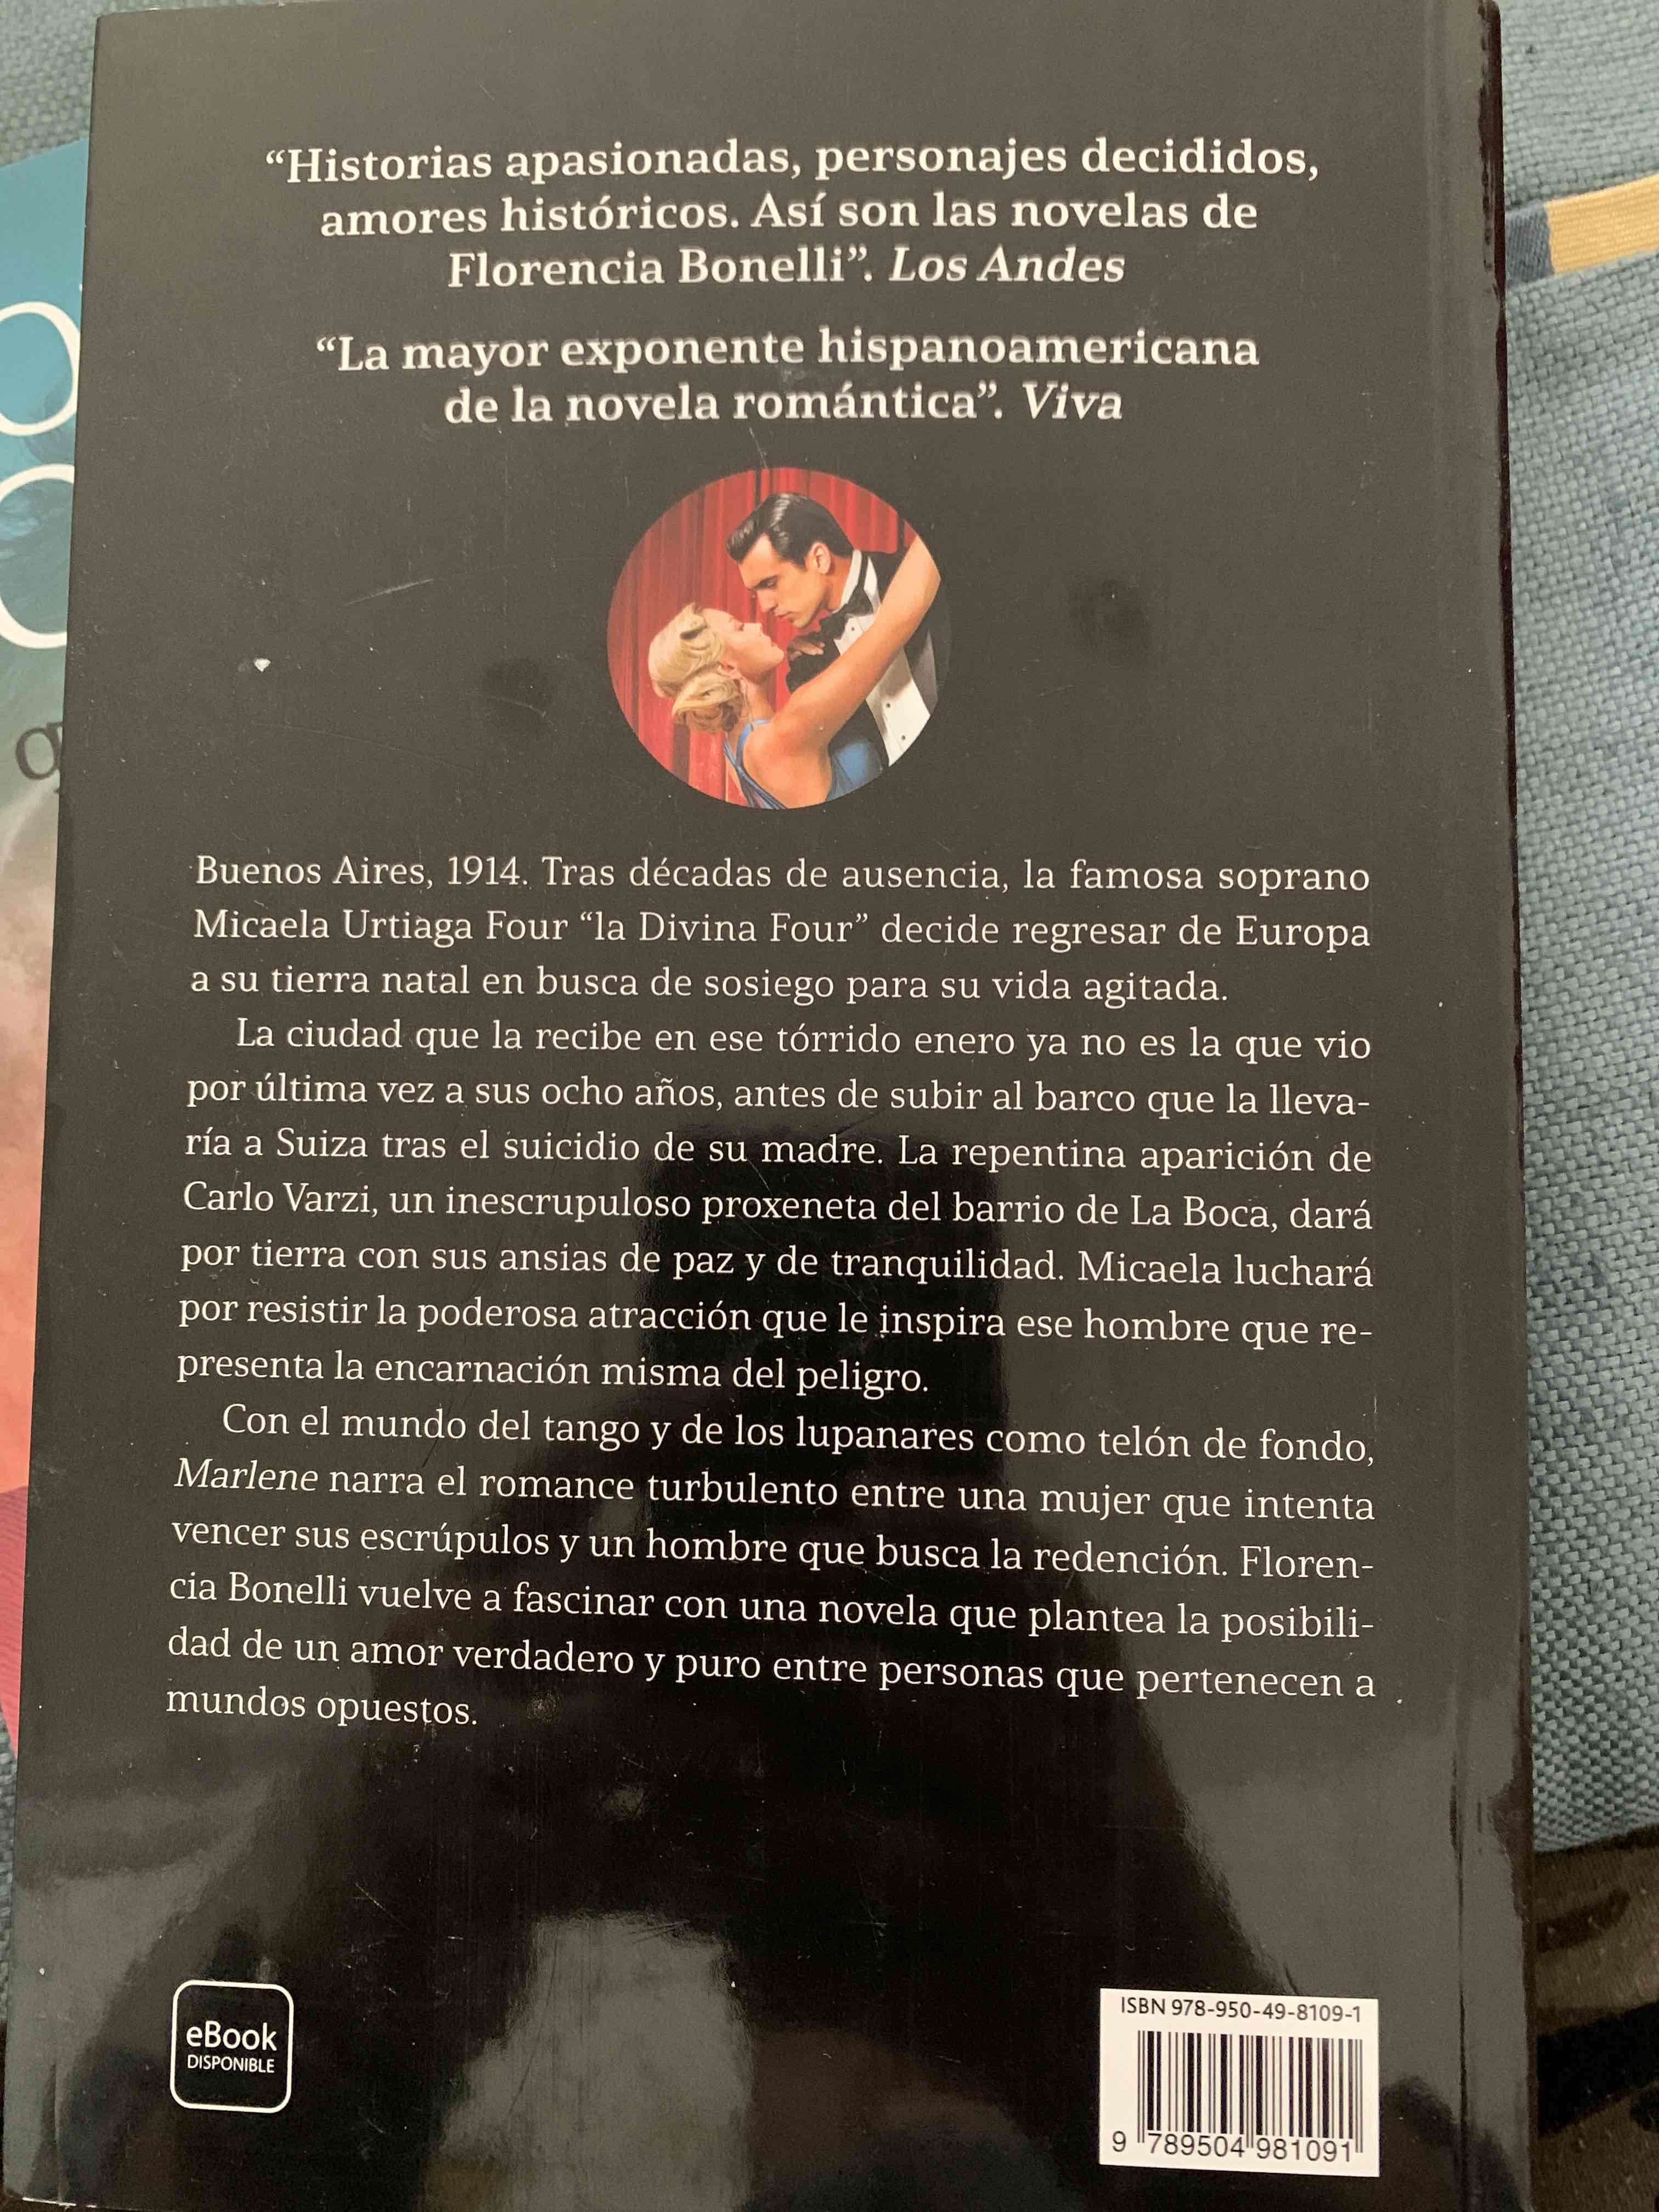 “Historias apasionadas, personajes decididos,
amores históricos. Así son las novelas de
Florencia Bonelli”. Los Andes
“La mayor exponente hispanoamericana
de la novela romántica”. Viva
Buenos Aires, 1914. Tras décadas de ausencia, la famosa soprano
Micaela Urtiaga Four “la Divina Four” decide regresar de Europa
a su tierra natal en busca de sosiego para su vida agitada.
La ciudad que la recibe en ese tórrido enero ya no es la que vio
por última vez a sus ocho años, antes de subir al barco que la lleva-
ría a Suiza tras el suicidio de su madre. La repentina aparición de
Carlo Varzi, un inescrupuloso proxeneta del barrio de La Boca, dará
por tierra con sus ansias de paz y de tranquilidad. Micaela luchará
por resistir la poderosa atracción que le inspira ese hombre que re-
presenta la encarnación misma del peligro.
Con el mundo del tango y de los lupanares como telón de fondo,
Marlene narra el romance turbulento entre una mujer que intenta
vencer sus escrúpulos y un hombre que busca la redención. Floren-
cia Bonelli vuelve a fascinar con una novela que plantea la posibili-
dad de un amor verdadero y puro entre personas que pertenecen a
mundos opuestos.
eBook
DISPONIBLE
ISBN 978-950-49-8109-1
9 789504 981091